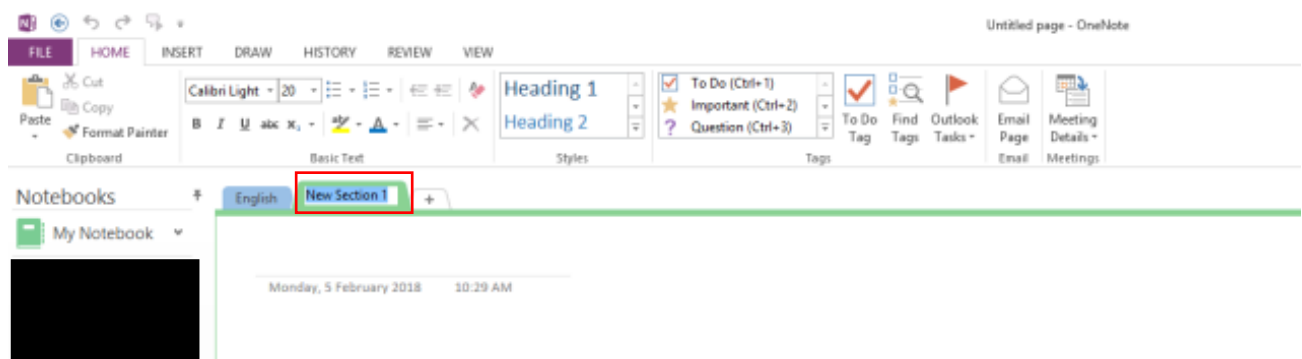 Untitled page - OneNote
FILE HOME INSERT DRAW HISTORY REVIEW VIEW
Paste
Cut
Copy
Format Painter
Clipboard
Calibri Light 20
B I U abc x,
A
Basic Text
Heading 1
Heading 2
Styles
To Do (Ctrl+1)
Important (Ctrl+2)
? Question (Ctrl+3)
To Do
Tag
Find
Tags
Outlook
Tasks
Tags
Email
Page
Email
Meeting
Details
Meetings
Notebooks
English New Section 1 +
My Notebook
Monday, 5 February 2018 10:29 AM